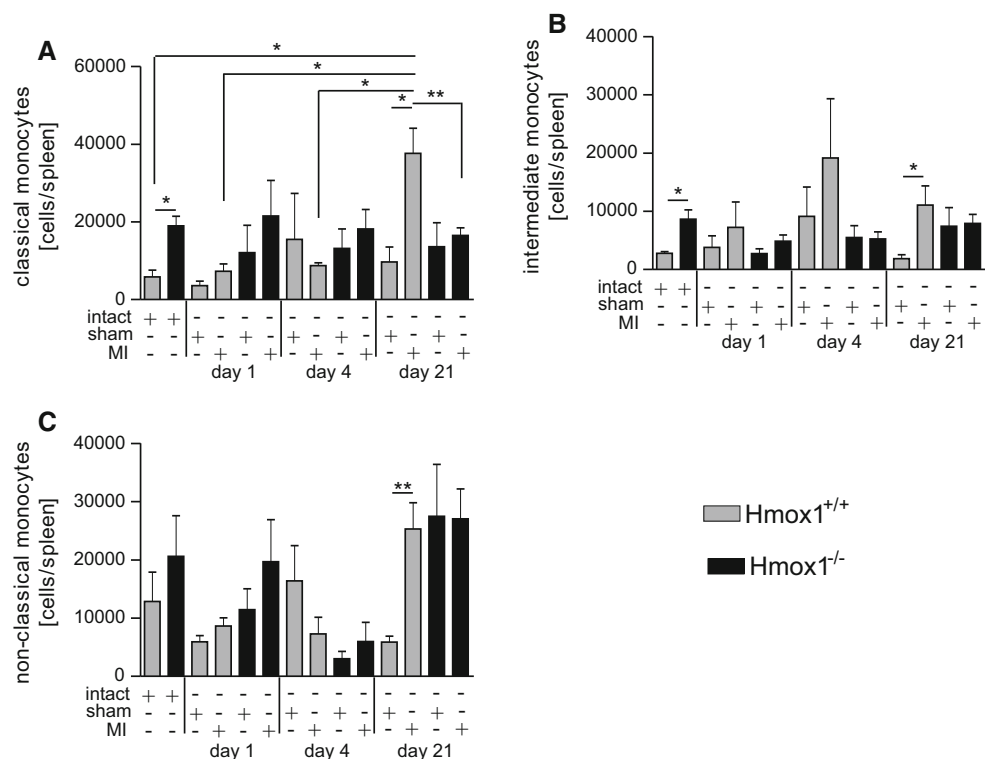 A
classical monocytes
[cells/spleen]
60000
40000
20000
0
*
*
*
*
**
*
intact + + - - - - - - - - - - - -
sham - - + - + - + - + - + - + -
MI - - - + - + - + - + - + - +
day 1 day 4 day 21
B
intermediate monocytes
[cells/spleen]
40000
30000
20000
10000
0
*
*
intact + + - - - - - - - - - - - -
sham - - + - + - + - + - + - + -
MI - - - + - + - + - + - + - +
day 1 day 4 day 21
C
non-classical monocytes
[cells/spleen]
40000
30000
20000
10000
0
**
intact + + - - - - - - - - - - - -
sham - - + - + - + - + - + - + -
MI - - - + - + - + - + - + - +
day 1 day 4 day 21
Hmox1+/+
Hmox1-/-